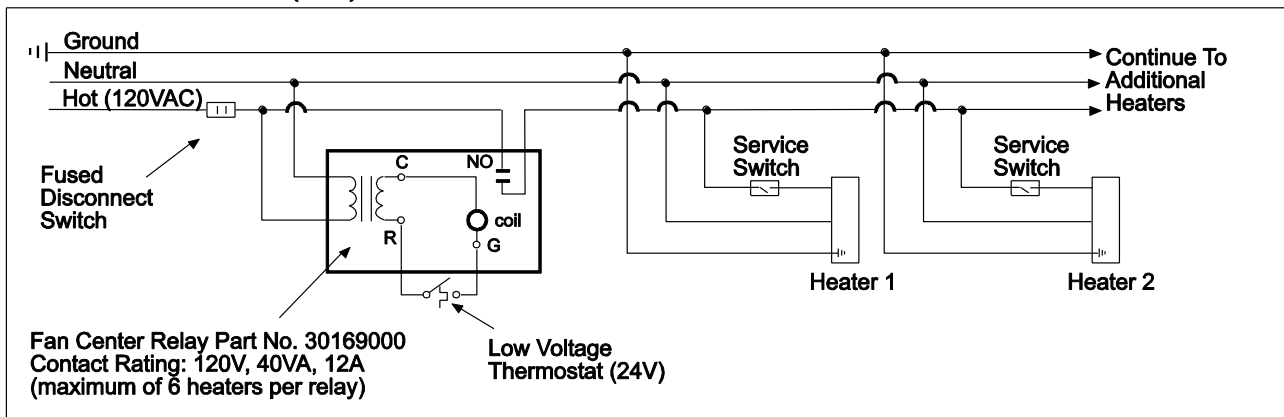 Ground
Neutral
Hot (120VAC)
Continue To
Additional
Heaters
Fused
Disconnect
Switch
C
NO
coil
R
G
Service
Switch
Service
Switch
Heater 1
Heater 2
Fan Center Relay Part No. 30169000
Contact Rating: 120V, 40VA, 12A
(maximum of 6 heaters per relay)
Low Voltage
Thermostat (24V)